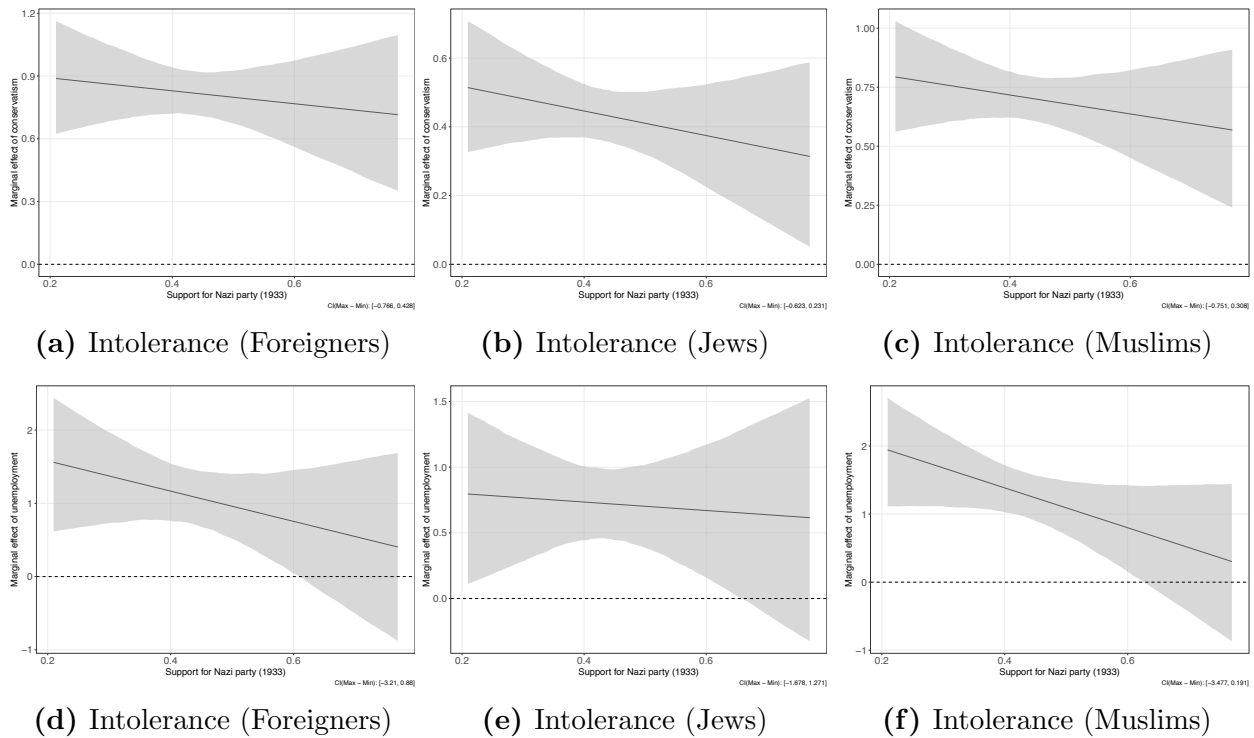 1.2
0.9
0.6
0.3
0.0
Marginal effect of conservatism
0.2 0.4 0.6
Support for Nazi party (1933)
CI(Max − Min): [−0.766, 0.428]
(a) Intolerance (Foreigners)
0.6
0.4
0.2
0.0
Marginal effect of conservatism
0.2 0.4 0.6
Support for Nazi party (1933)
CI(Max − Min): [−0.623, 0.231]
(b) Intolerance (Jews)
1.00
0.75
0.50
0.25
0.00
Marginal effect of conservatism
0.2 0.4 0.6
Support for Nazi party (1933)
CI(Max − Min): [−0.751, 0.308]
(c) Intolerance (Muslims)
2
1
0
−1
Marginal effect of unemployment
0.2 0.4 0.6
Support for Nazi party (1933)
CI(Max − Min): [−3.21, 0.88]
(d) Intolerance (Foreigners)
1.5
1.0
0.5
0.0
Marginal effect of unemployment
0.2 0.4 0.6
Support for Nazi party (1933)
CI(Max − Min): [−1.678, 1.271]
(e) Intolerance (Jews)
2
1
0
−1
Marginal effect of unemployment
0.2 0.4 0.6
Support for Nazi party (1933)
CI(Max − Min): [−3.477, 0.191]
(f) Intolerance (Muslims)